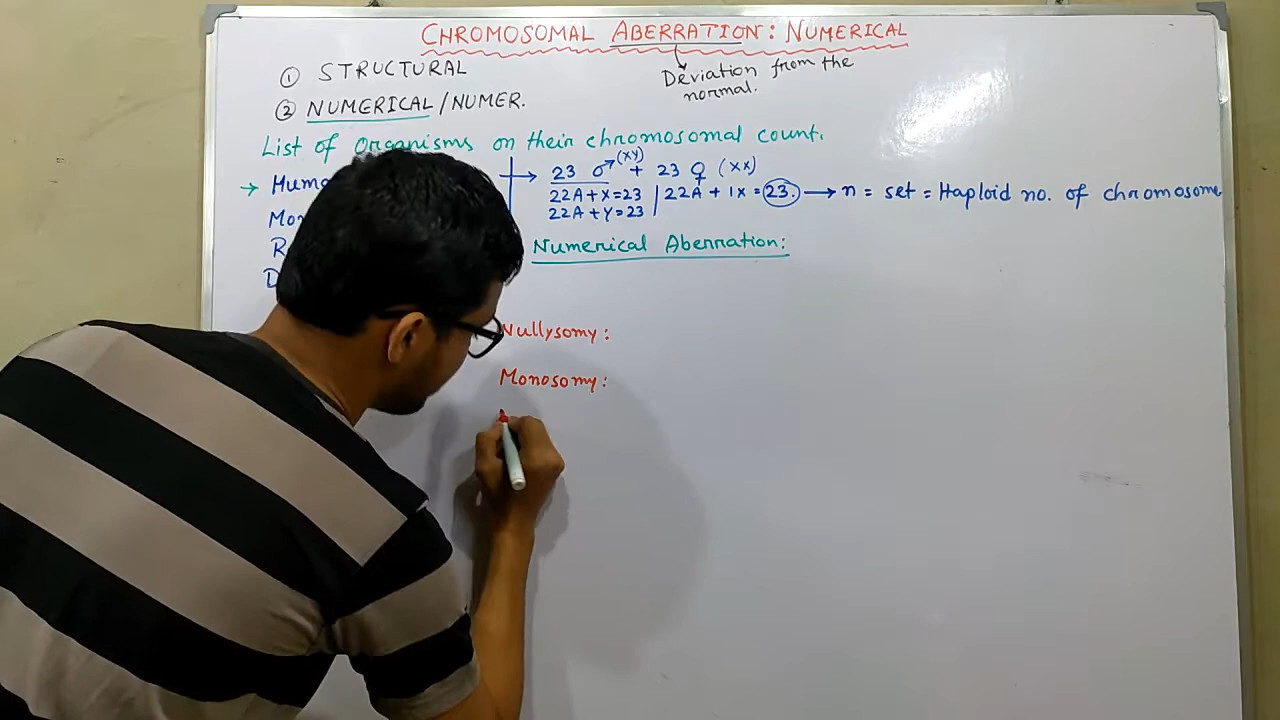 CHROMOSOMAL ABERRATION: NUMERICAL
① STRUCTURAL
Deviation from the
normal.
② NUMERICAL / NUMER.
List of Organisms on their chromosomal count.
→ 23 ♂ (XY) + 23 ♀ (XX)
22A+X=23 | 22A + 1X = 23. → n = set = Haploid no. of chromosome
22A+Y=23
Numerical Aberration:
Nullysomy:
Monosomy: